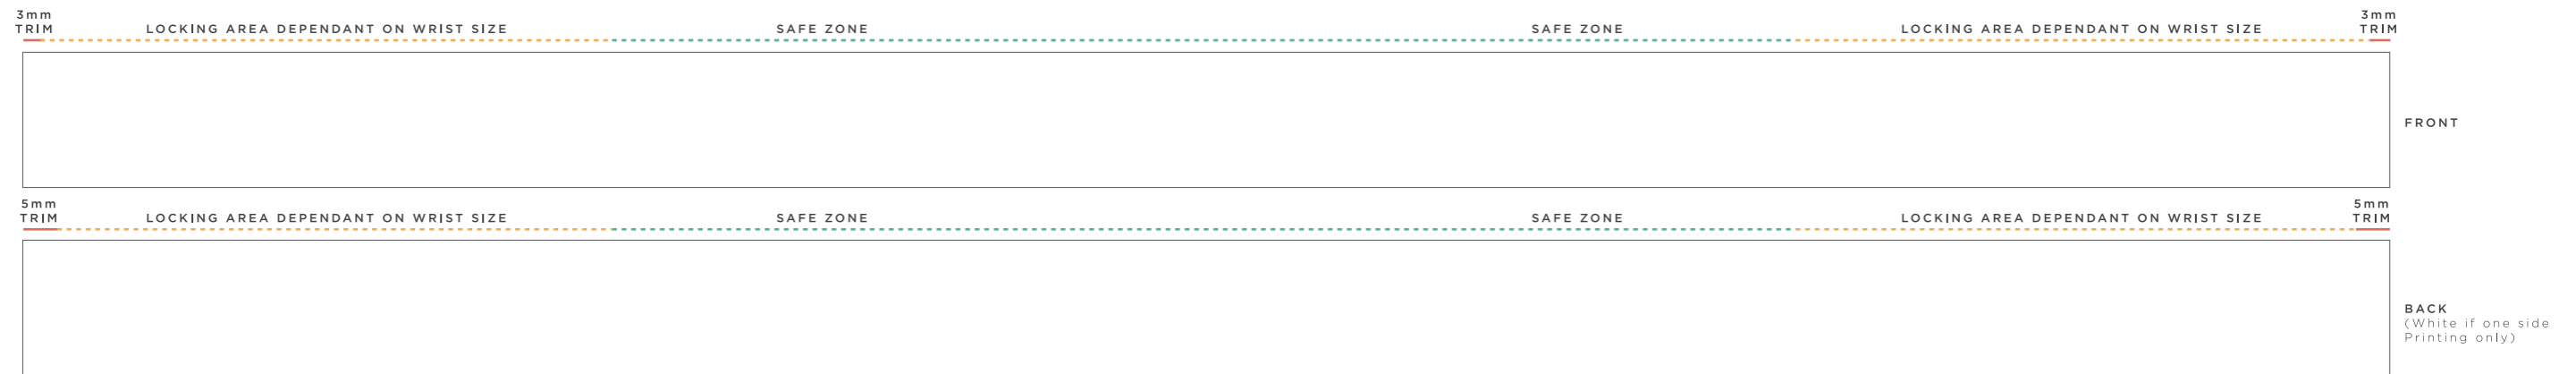 3mm
TRIM
LOCKING AREA DEPENDANT ON WRIST SIZE
SAFE ZONE
SAFE ZONE
LOCKING AREA DEPENDANT ON WRIST SIZE
3mm
TRIM
FRONT
5mm
TRIM
LOCKING AREA DEPENDANT ON WRIST SIZE
SAFE ZONE
SAFE ZONE
LOCKING AREA DEPENDANT ON WRIST SIZE
5mm
TRIM
BACK
(White if one side
Printing only)